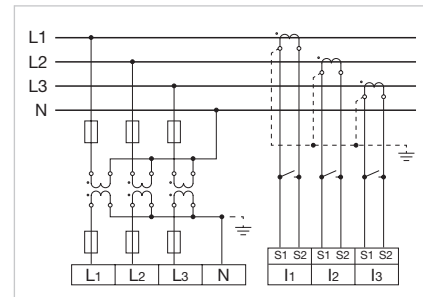 L1
L2
L3
N
S1 S2 S1 S2 S1 S2
L1 L2 L3 N I1 I2 I3